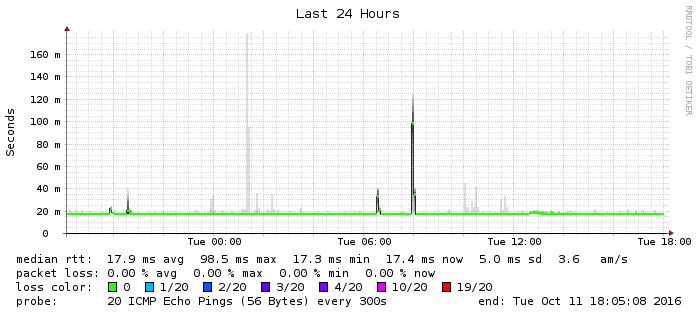 Last 24 Hours
RRDTOOL / TOBI OETIKER
Seconds
160 m
140 m
120 m
100 m
80 m
60 m
40 m
20 m
0
Tue 00:00 Tue 06:00 Tue 12:00 Tue 18:00
median rtt: 17.9 ms avg 98.5 ms max 17.3 ms min 17.4 ms now 5.0 ms sd 3.6 am/s
packet loss: 0.00 % avg 0.00 % max 0.00 % min 0.00 % now
loss color: 0 1/20 2/20 3/20 4/20 10/20 19/20
probe: 20 ICMP Echo Pings (56 Bytes) every 300s end: Tue Oct 11 18:05:08 2016